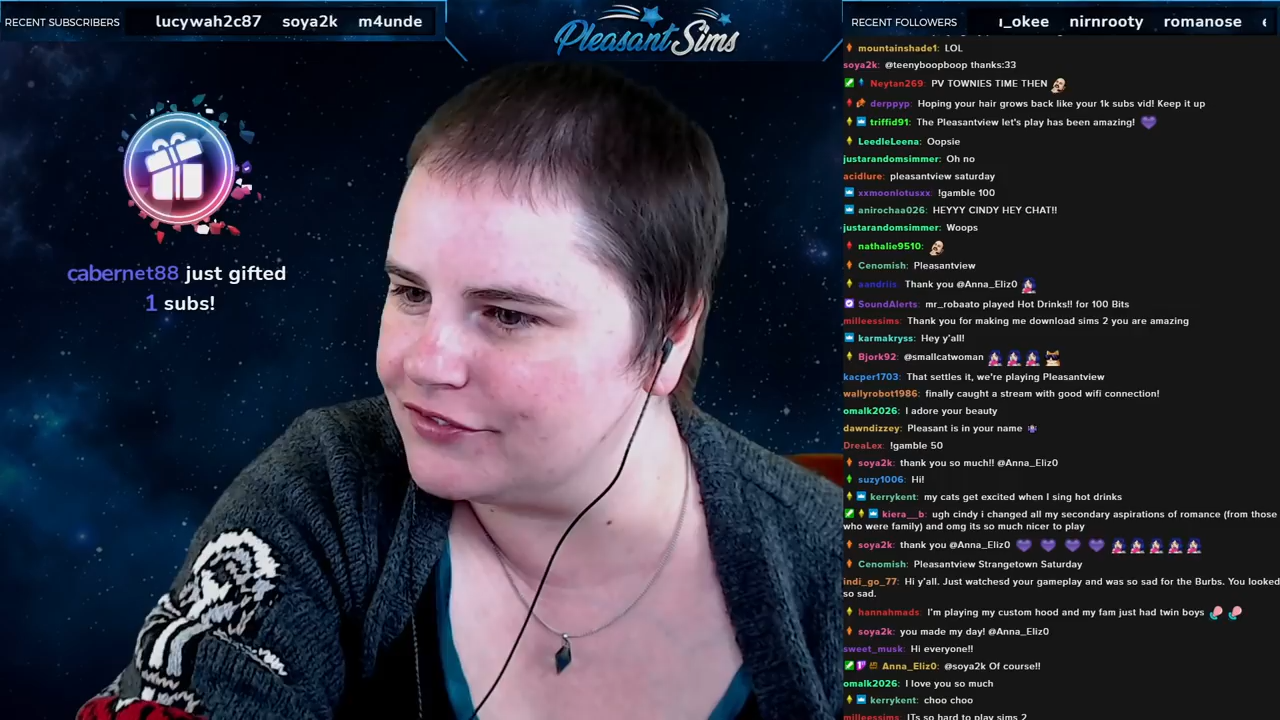 RECENT SUBSCRIBERS
lucywah2c87 soya2k m4unde
PleasantSims
RECENT FOLLOWERS
_okee nirnrooty romanose
cabernet88 just gifted
1 subs!
mountainshade1: LOL
soya2k: @teenyboopboop thanks:33
Neytan269: PV TOWNIES TIME THEN
derppyp: Hoping your hair grows back like your 1k subs vid! Keep it up
triffid91: The Pleasantview let's play has been amazing!
LeedleLeena: Oopsie
justarandomsimmer: Oh no
acidlure: pleasantview saturday
xxmoonlotusxx: !gamble 100
anirochaa026: HEYYY CINDY HEY CHAT!!
justarandomsimmer: Woops
nathalie9510:
Cenomish: Pleasantview
aandriis: Thank you @Anna_Eliz0
SoundAlerts: mr_robaato played Hot Drinks!! for 100 Bits
milleessims: Thank you for making me download sims 2 you are amazing
karmakryss: Hey y'all!
Bjork92: @smallcatwoman
kacper1703: That settles it, we're playing Pleasantview
wallyrobot1986: finally caught a stream with good wifi connection!
omalk2026: I adore your beauty
dawndizzey: Pleasant is in your name
DreaLex: !gamble 50
soya2k: thank you so much!! @Anna_Eliz0
suzy1006: Hi!
kerrykent: my cats get excited when I sing hot drinks
kiera__b: ugh cindy i changed all my secondary aspirations of romance (from those
who were family) and omg its so much nicer to play
soya2k: thank you @Anna_Eliz0
Cenomish: Pleasantview Strangetown Saturday
indi_go_77: Hi y'all. Just watchesd your gameplay and was so sad for the Burbs. You looked
so sad.
hannahmads: I'm playing my custom hood and my fam just had twin boys
soya2k: you made my day! @Anna_Eliz0
sweet_musk: Hi everyone!!
Anna_Eliz0: @soya2k Of course!!
omalk2026: I love you so much
kerrykent: choo choo
milleessims: ITs so hard to play sims 2